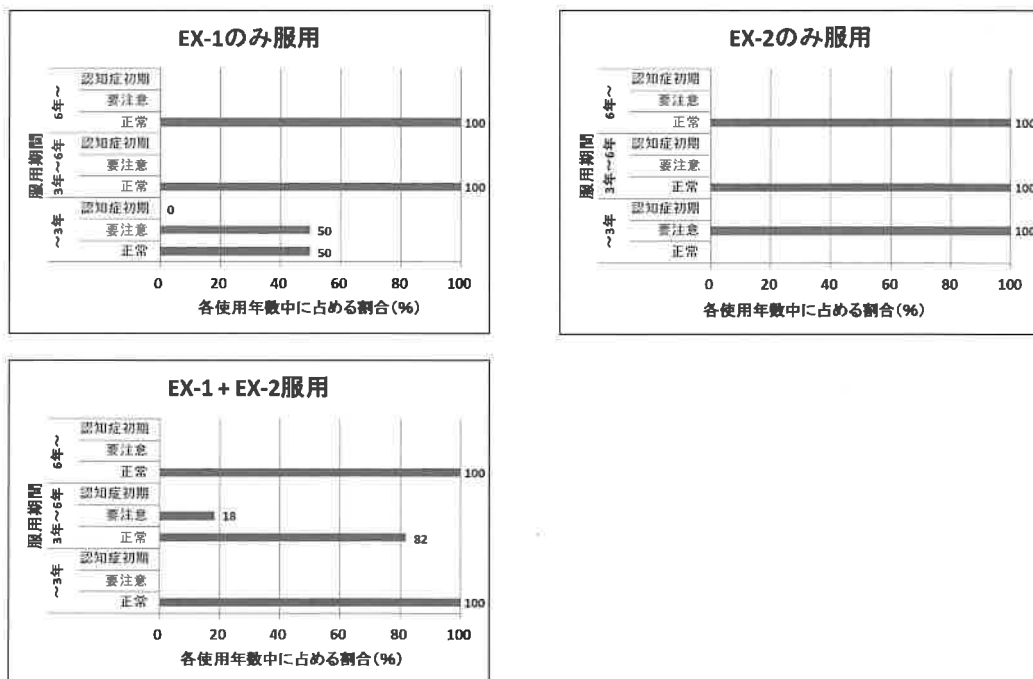 EX-1のみ服用
服用期間
6年～
認知症初期
要注意
正常
100
3年～6年
認知症初期
要注意
正常
100
～3年
認知症初期
0
要注意
50
正常
50
0 20 40 60 80 100
各使用年数中に占める割合(%)
EX-2のみ服用
服用期間
6年～
認知症初期
要注意
正常
100
3年～6年
認知症初期
要注意
正常
100
～3年
認知症初期
要注意
100
正常
0 20 40 60 80 100
各使用年数中に占める割合(%)
EX-1 + EX-2服用
服用期間
6年～
認知症初期
要注意
正常
100
3年～6年
認知症初期
要注意
18
正常
82
～3年
認知症初期
要注意
正常
100
0 20 40 60 80 100
各使用年数中に占める割合(%)